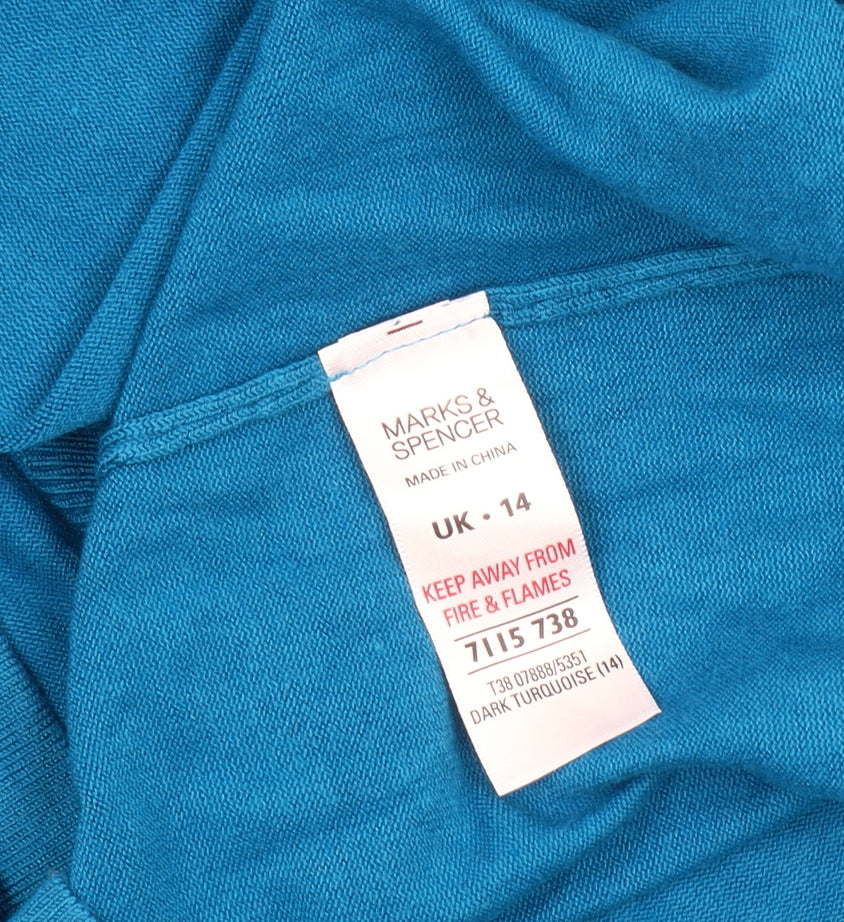 MARKS &
SPENCER
MADE IN CHINA
UK • 14
KEEP AWAY FROM
FIRE & FLAMES
7115 738
T38 07888/5351
DARK TURQUOISE (14)